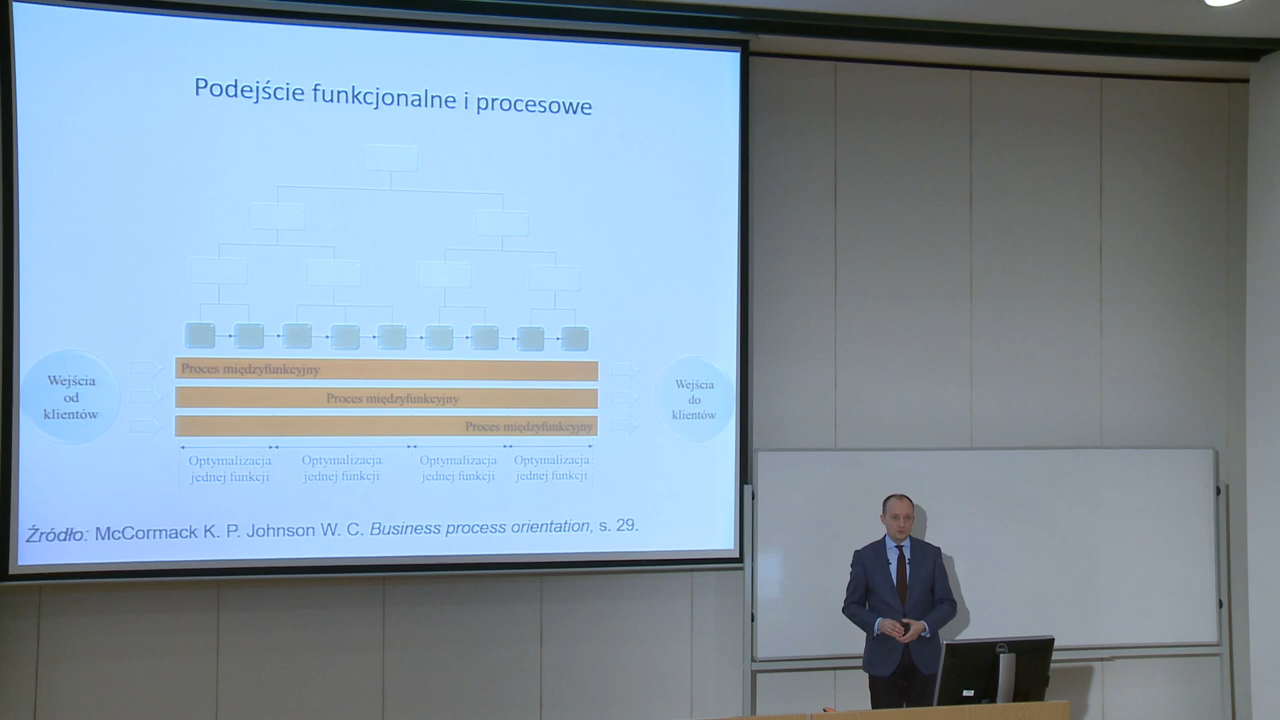 Podejście funkcjonalne i procesowe
Wejścia
od
klientów
Proces międzyfunkcyjny
Proces międzyfunkcyjny
Proces międzyfunkcyjny
Wejścia
do
klientów
Optymalizacja
jednej funkcji
Optymalizacja
jednej funkcji
Optymalizacja
jednej funkcji
Optymalizacja
jednej funkcji
Źródło: McCormack K. P. Johnson W. C. Business process orientation, s. 29.